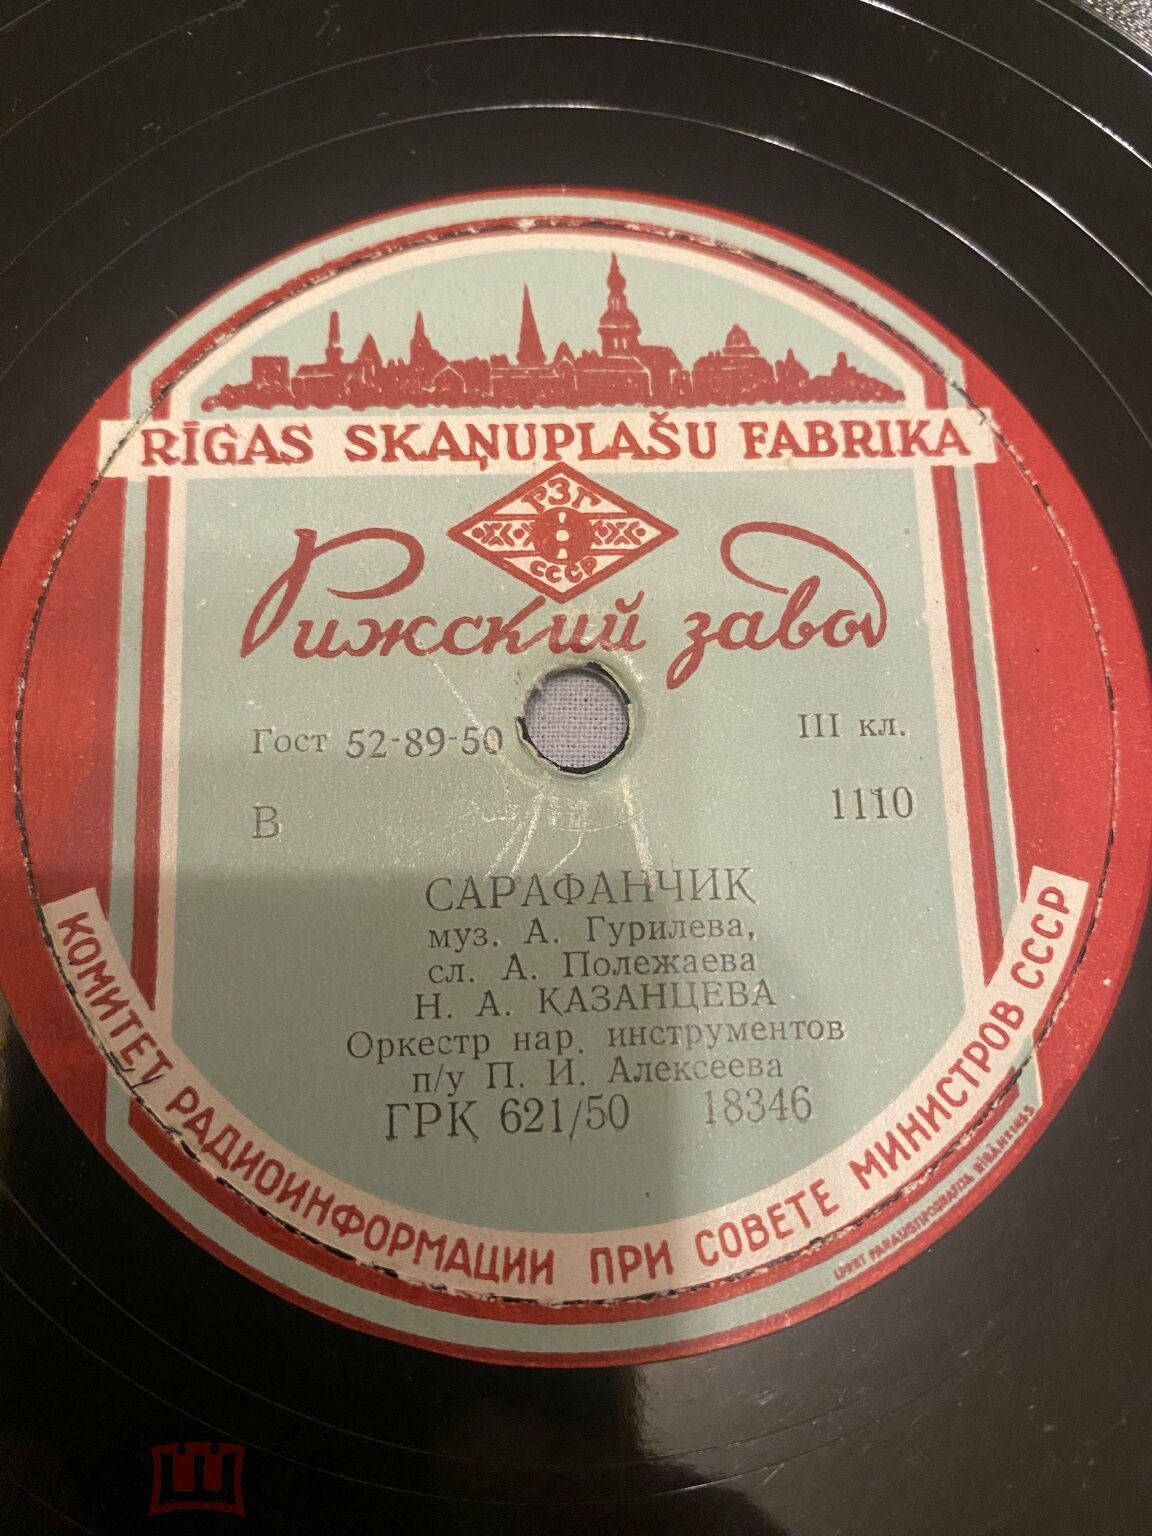 RĪGAS SKAŅUPLAŠU FABRIKA
РЗГ
СССР
Рижский завод
Гост 52-89-50
III кл.
В
1110
САРАФАНЧИК
муз. А. Гурилева,
сл. А. Полежаева
Н. А. КАЗАНЦЕВА
Оркестр нар. инструментов
п/у П. И. Алексеева
ГРК 621/50 18346
КОМИТЕТ РАДИОИНФОРМАЦИИ ПРИ СОВЕТЕ МИНИСТРОВ СССР